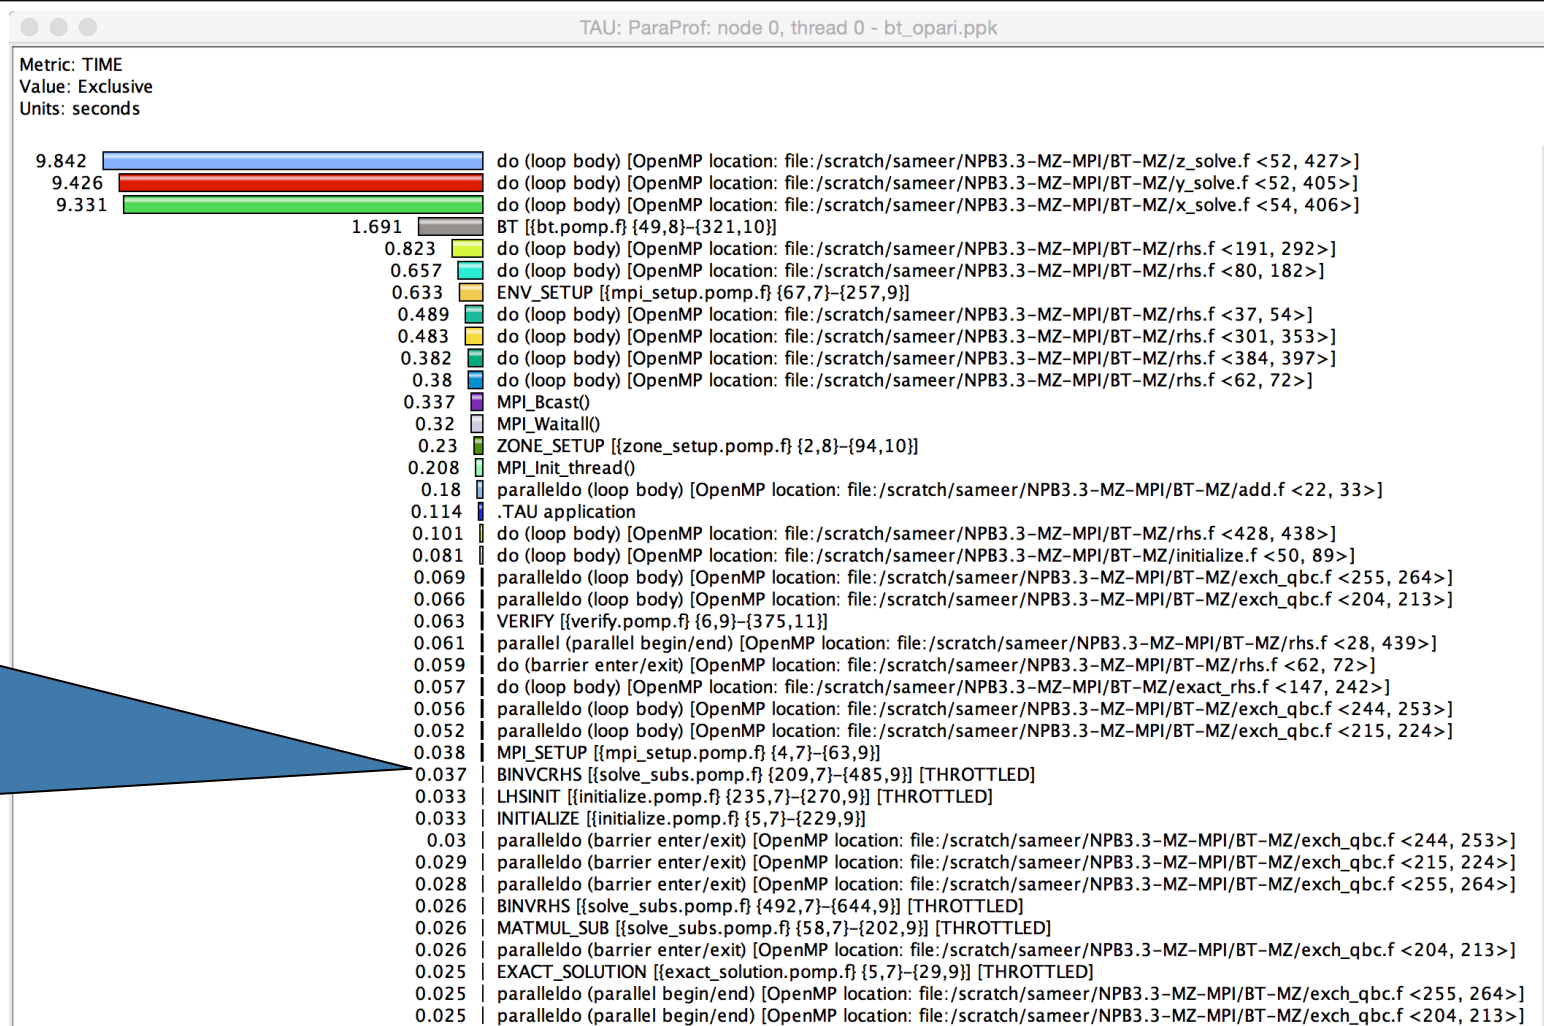 TAU: ParaProf: node 0, thread 0 - bt_opari.ppk
Metric: TIME
Value: Exclusive
Units: seconds
9.842 do (loop body) [OpenMP location: file:/scratch/sameer/NPB3.3-MZ-MPI/BT-MZ/z_solve.f <52, 427>]
9.426 do (loop body) [OpenMP location: file:/scratch/sameer/NPB3.3-MZ-MPI/BT-MZ/y_solve.f <52, 405>]
9.331 do (loop body) [OpenMP location: file:/scratch/sameer/NPB3.3-MZ-MPI/BT-MZ/x_solve.f <54, 406>]
1.691 BT [{bt.pomp.f} {49,8}-{321,10}]
0.823 do (loop body) [OpenMP location: file:/scratch/sameer/NPB3.3-MZ-MPI/BT-MZ/rhs.f <191, 292>]
0.657 do (loop body) [OpenMP location: file:/scratch/sameer/NPB3.3-MZ-MPI/BT-MZ/rhs.f <80, 182>]
0.633 ENV_SETUP [{mpi_setup.pomp.f} {67,7}-{257,9}]
0.489 do (loop body) [OpenMP location: file:/scratch/sameer/NPB3.3-MZ-MPI/BT-MZ/rhs.f <37, 54>]
0.483 do (loop body) [OpenMP location: file:/scratch/sameer/NPB3.3-MZ-MPI/BT-MZ/rhs.f <301, 353>]
0.382 do (loop body) [OpenMP location: file:/scratch/sameer/NPB3.3-MZ-MPI/BT-MZ/rhs.f <384, 397>]
0.38 do (loop body) [OpenMP location: file:/scratch/sameer/NPB3.3-MZ-MPI/BT-MZ/rhs.f <62, 72>]
0.337 MPI_Bcast()
0.32 MPI_Waitall()
0.23 ZONE_SETUP [{zone_setup.pomp.f} {2,8}-{94,10}]
0.208 MPI_Init_thread()
0.18 paralleldo (loop body) [OpenMP location: file:/scratch/sameer/NPB3.3-MZ-MPI/BT-MZ/add.f <22, 33>]
0.114 .TAU application
0.101 do (loop body) [OpenMP location: file:/scratch/sameer/NPB3.3-MZ-MPI/BT-MZ/rhs.f <428, 438>]
0.081 do (loop body) [OpenMP location: file:/scratch/sameer/NPB3.3-MZ-MPI/BT-MZ/initialize.f <50, 89>]
0.069 paralleldo (loop body) [OpenMP location: file:/scratch/sameer/NPB3.3-MZ-MPI/BT-MZ/exch_qbc.f <255, 264>]
0.066 paralleldo (loop body) [OpenMP location: file:/scratch/sameer/NPB3.3-MZ-MPI/BT-MZ/exch_qbc.f <204, 213>]
0.063 VERIFY [{verify.pomp.f} {6,9}-{375,11}]
0.061 parallel (parallel begin/end) [OpenMP location: file:/scratch/sameer/NPB3.3-MZ-MPI/BT-MZ/rhs.f <28, 439>]
0.059 do (barrier enter/exit) [OpenMP location: file:/scratch/sameer/NPB3.3-MZ-MPI/BT-MZ/rhs.f <62, 72>]
0.057 do (loop body) [OpenMP location: file:/scratch/sameer/NPB3.3-MZ-MPI/BT-MZ/exact_rhs.f <147, 242>]
0.056 paralleldo (loop body) [OpenMP location: file:/scratch/sameer/NPB3.3-MZ-MPI/BT-MZ/exch_qbc.f <244, 253>]
0.052 paralleldo (loop body) [OpenMP location: file:/scratch/sameer/NPB3.3-MZ-MPI/BT-MZ/exch_qbc.f <215, 224>]
0.038 MPI_SETUP [{mpi_setup.pomp.f} {4,7}-{63,9}]
0.037 BINVCRHS [{solve_subs.pomp.f} {209,7}-{485,9}] [THROTTLED]
0.033 LHSINIT [{initialize.pomp.f} {235,7}-{270,9}] [THROTTLED]
0.033 INITIALIZE [{initialize.pomp.f} {5,7}-{229,9}]
0.03 paralleldo (barrier enter/exit) [OpenMP location: file:/scratch/sameer/NPB3.3-MZ-MPI/BT-MZ/exch_qbc.f <244, 253>]
0.029 paralleldo (barrier enter/exit) [OpenMP location: file:/scratch/sameer/NPB3.3-MZ-MPI/BT-MZ/exch_qbc.f <215, 224>]
0.028 paralleldo (barrier enter/exit) [OpenMP location: file:/scratch/sameer/NPB3.3-MZ-MPI/BT-MZ/exch_qbc.f <255, 264>]
0.026 BINVRHS [{solve_subs.pomp.f} {492,7}-{644,9}] [THROTTLED]
0.026 MATMUL_SUB [{solve_subs.pomp.f} {58,7}-{202,9}] [THROTTLED]
0.026 paralleldo (barrier enter/exit) [OpenMP location: file:/scratch/sameer/NPB3.3-MZ-MPI/BT-MZ/exch_qbc.f <204, 213>]
0.025 EXACT_SOLUTION [{exact_solution.pomp.f} {5,7}-{29,9}] [THROTTLED]
0.025 paralleldo (parallel begin/end) [OpenMP location: file:/scratch/sameer/NPB3.3-MZ-MPI/BT-MZ/exch_qbc.f <255, 264>]
0.025 paralleldo (parallel begin/end) [OpenMP location: file:/scratch/sameer/NPB3.3-MZ-MPI/BT-MZ/exch_qbc.f <204, 213>]